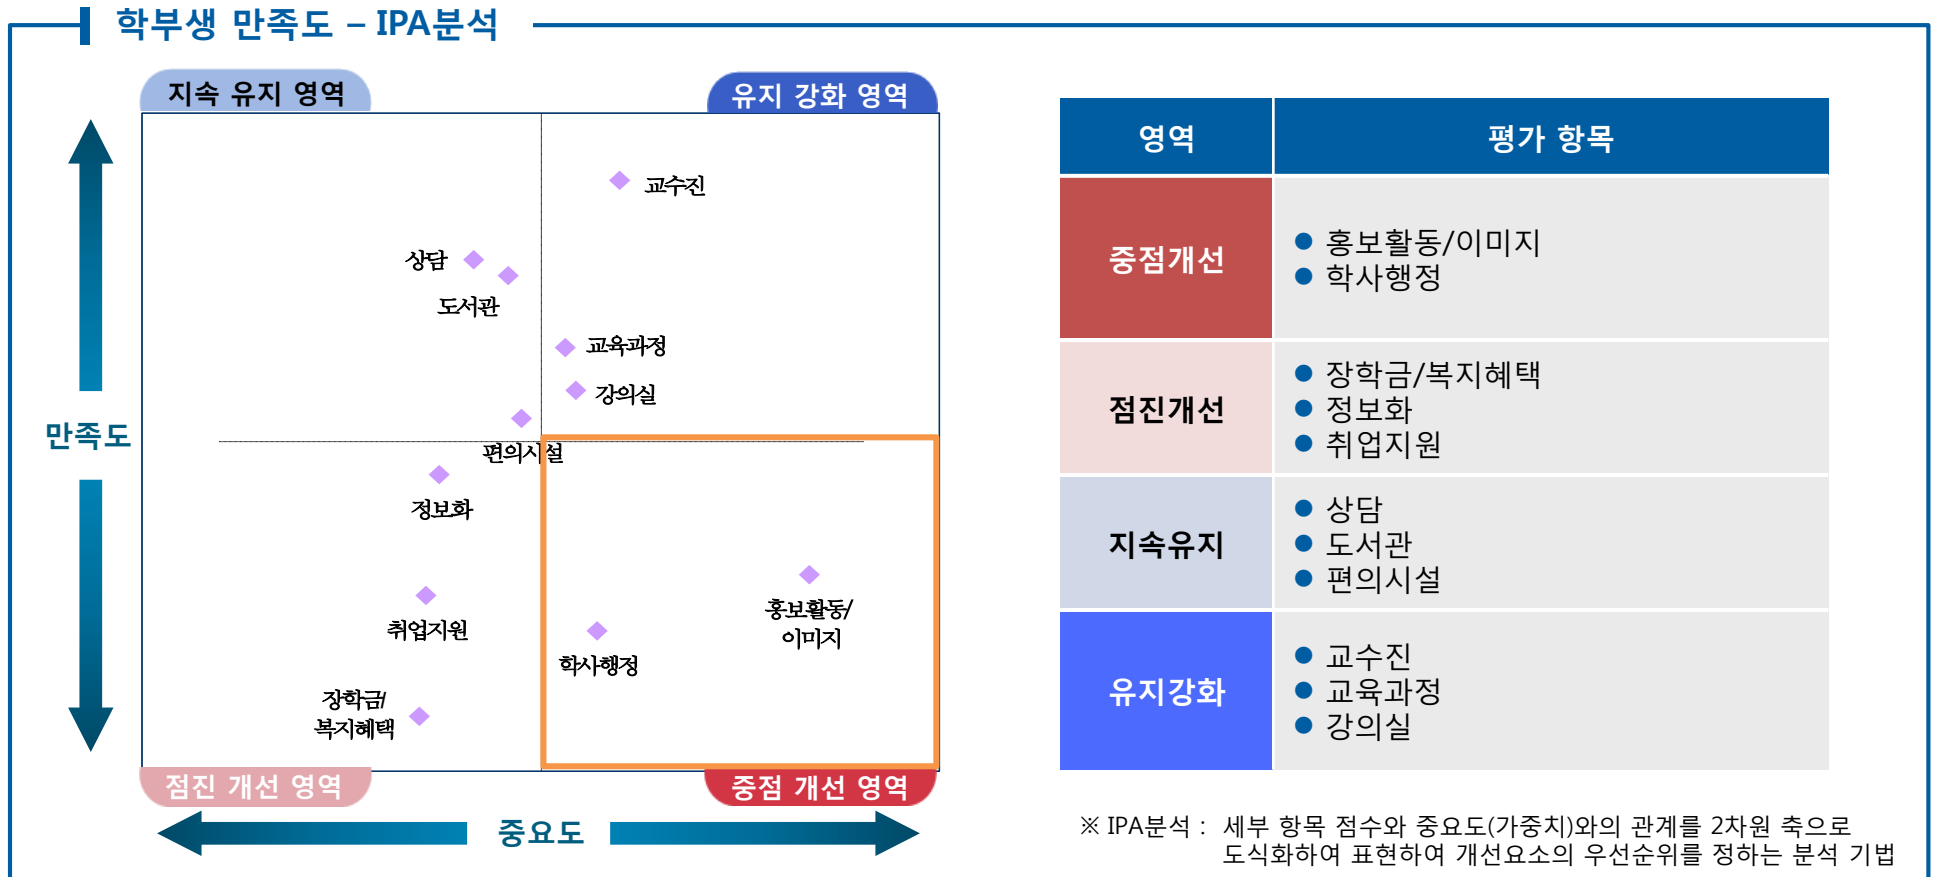 학부생 만족도 – IPA분석
지속 유지 영역
유지 강화 영역
교수진
상담
도서관
교육과정
강의실
편의시설
만족도
정보화
취업지원
홍보활동/
이미지
학사행정
장학금/
복지혜택
점진 개선 영역
중점 개선 영역
중요도
영역 평가 항목
중점개선
홍보활동/이미지
학사행정
점진개선
장학금/복지혜택
정보화
취업지원
지속유지
상담
도서관
편의시설
유지강화
교수진
교육과정
강의실
※ IPA분석 : 세부 항목 점수와 중요도(가중치)와의 관계를 2차원 축으로
도식화하여 표현하여 개선요소의 우선순위를 정하는 분석 기법